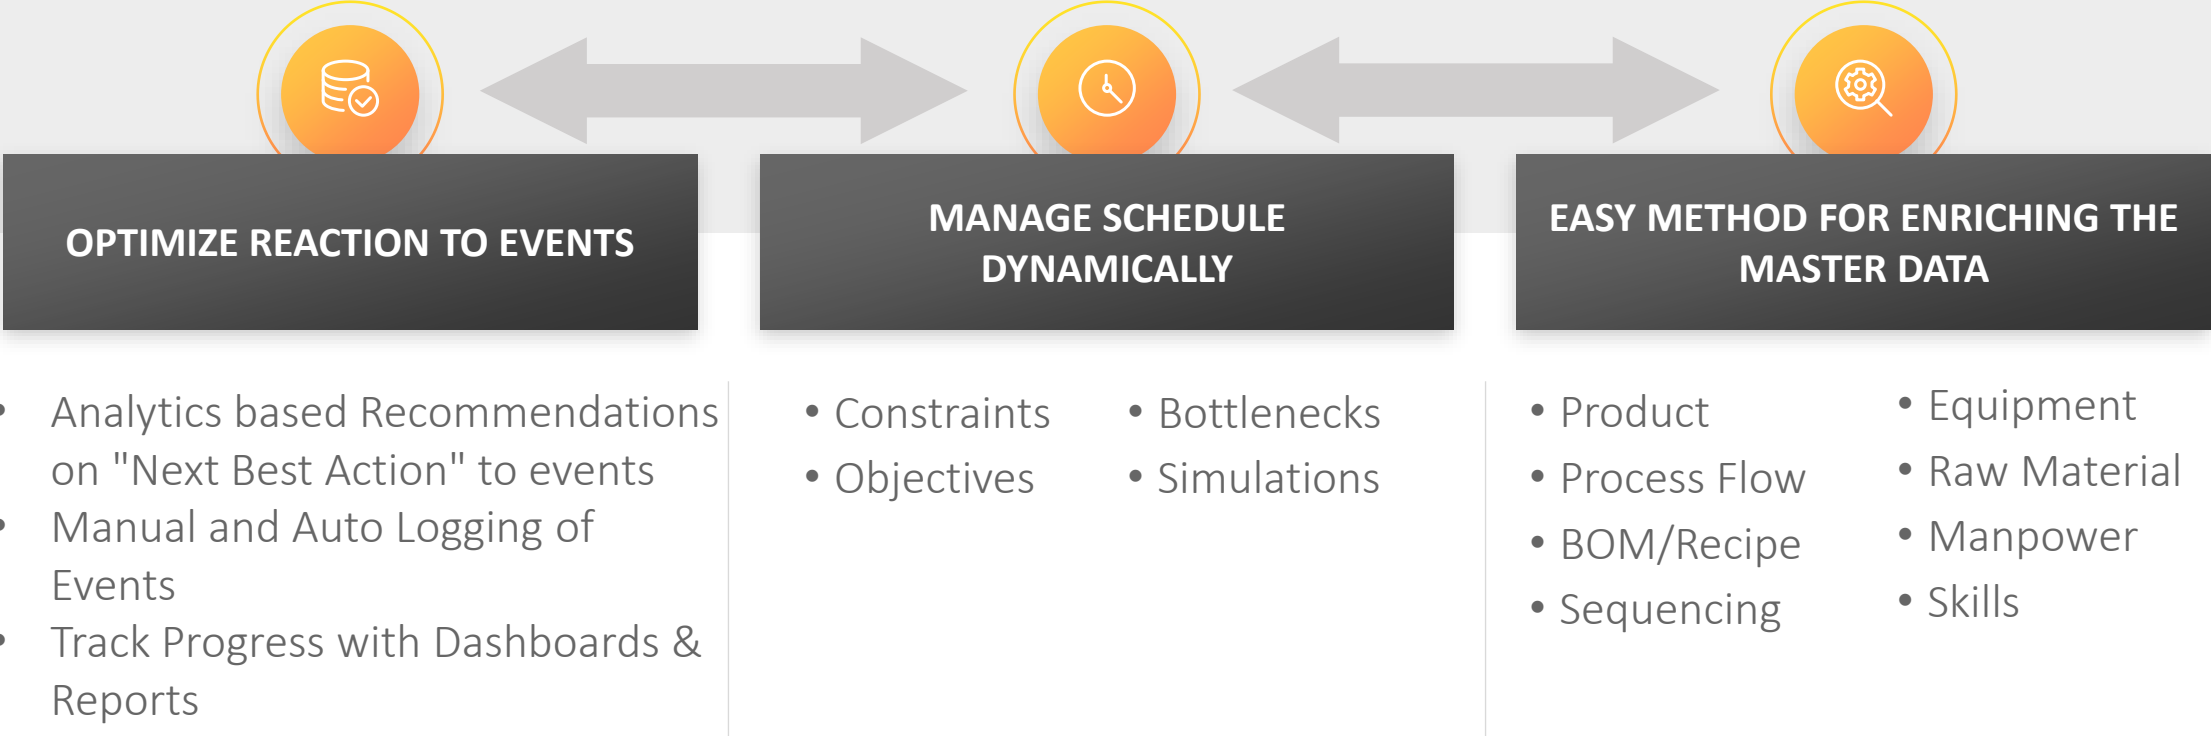 OPTIMIZE REACTION TO EVENTS
• Analytics based Recommendations
on "Next Best Action" to events
• Manual and Auto Logging of
Events
• Track Progress with Dashboards &
Reports
MANAGE SCHEDULE
DYNAMICALLY
• Constraints
• Objectives
• Bottlenecks
• Simulations
EASY METHOD FOR ENRICHING THE
MASTER DATA
• Product
• Process Flow
• BOM/Recipe
• Sequencing
• Equipment
• Raw Material
• Manpower
• Skills